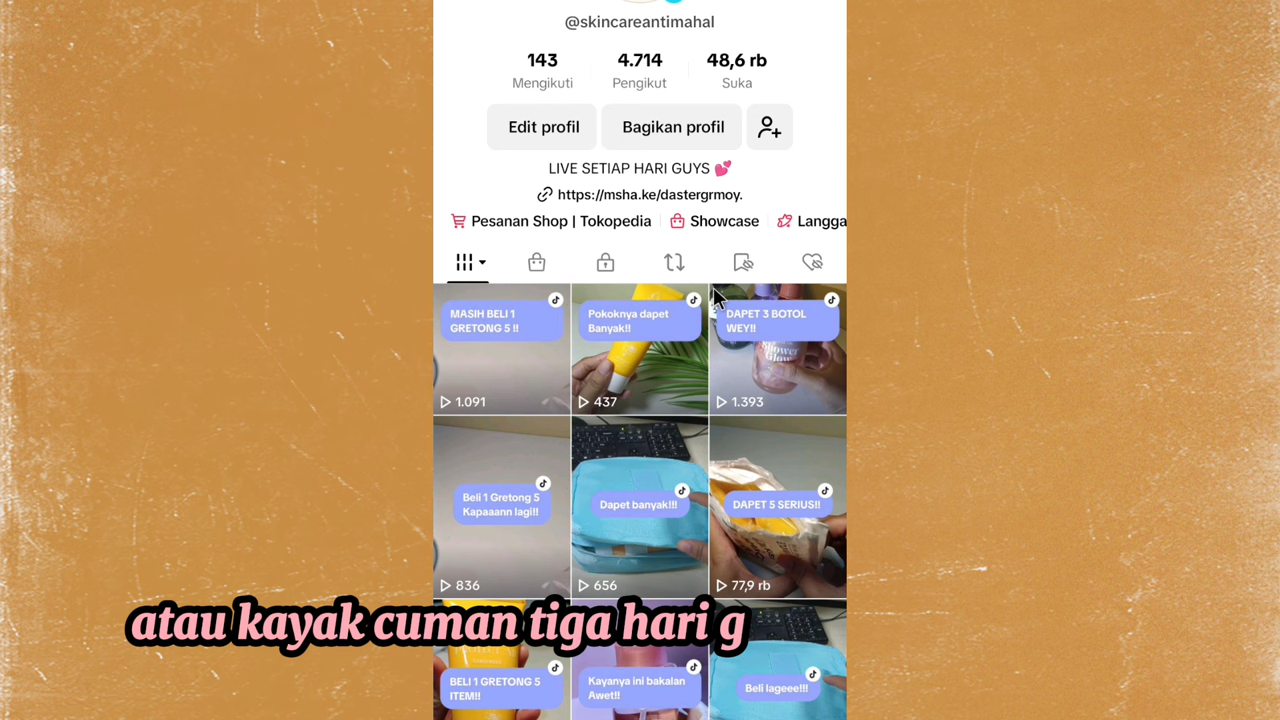 @skincareantimahal
143
Mengikuti
4.714
Pengikut
48,6 rb
Suka
Edit profil
Bagikan profil
LIVE SETIAP HARI GUYS 💕
https://msha.ke/dastergrmoy.
Pesanan Shop | Tokopedia
Showcase
Langga
MASIH BELI 1
GRETONG 5 !!
1.091
Pokoknya dapet
Banyak!!
437
DAPET 3 BOTOL
WEY!!
1.393
Beli 1 Gretong 5
Kapaaann lagi!!
836
Dapet banyak!!!
656
DAPET 5 SERIUS!!
77,9 rb
atau kayak cuman tiga hari g
BELI 1 GRETONG 5
ITEM!!
Kayanya ini bakalan
Awet!!
Beli lageee!!!